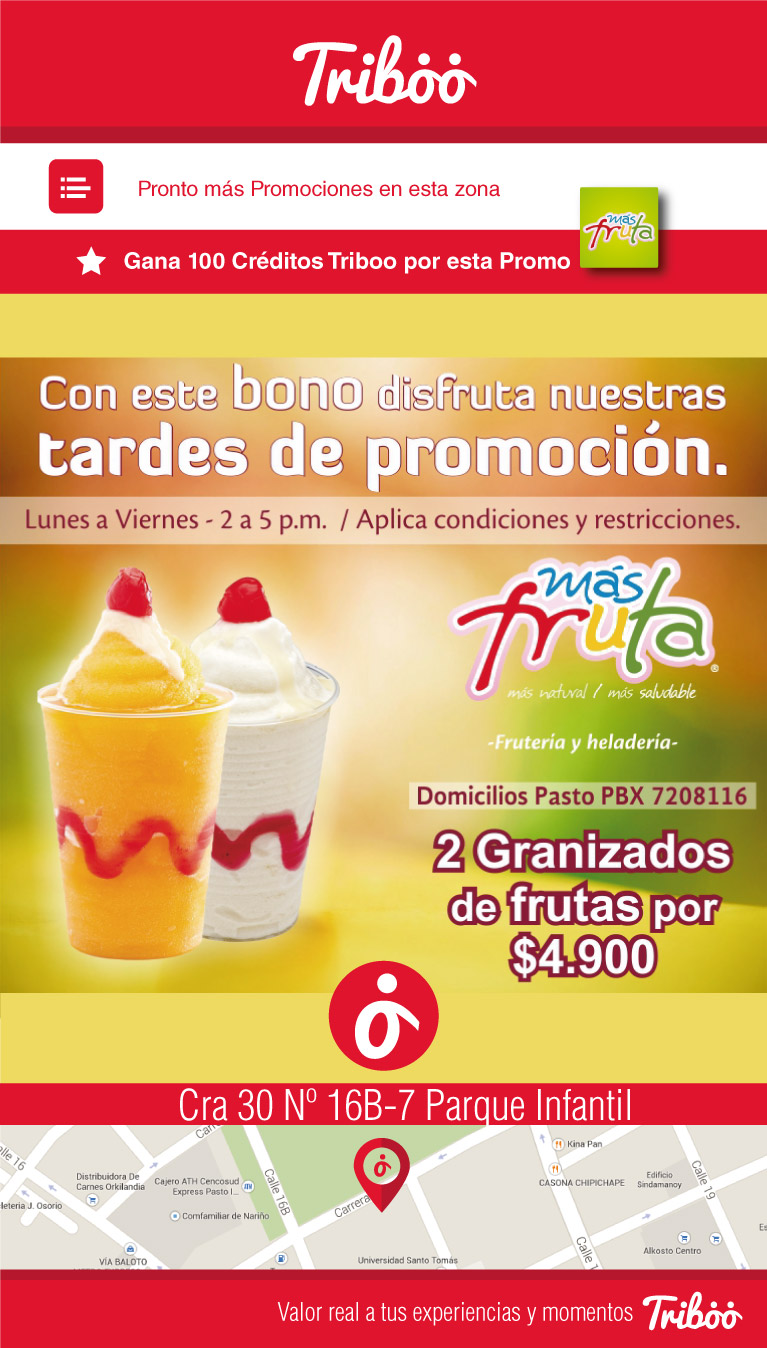 Triboo
Pronto más Promociones en esta zona
más
fruta
Gana 100 Créditos Triboo por esta Promo
Con este bono disfruta nuestras
tardes de promoción.
Lunes a Viernes - 2 a 5 p.m. / Aplica condiciones y restricciones.
más
fruta
más natural / más saludable
-Frutería y heladería-
Domicilios Pasto PBX 7208116
2 Granizados
de frutas por
$4.900
Cra 30 Nº 16B-7 Parque Infantil
Kina Pan
Distribuidora De
Carnes Orkilandia
Cajero ATH Cencosud
Express Pasto I...
Calle 16B
CASONA CHIPICHAPE
Edificio
Sindamanoy
Calle 19
Comfamiliar de Nariño
Carrera
Alkosto Centro
VÍA BALOTO
Universidad Santo Tomás
Valor real a tus experiencias y momentos Triboo